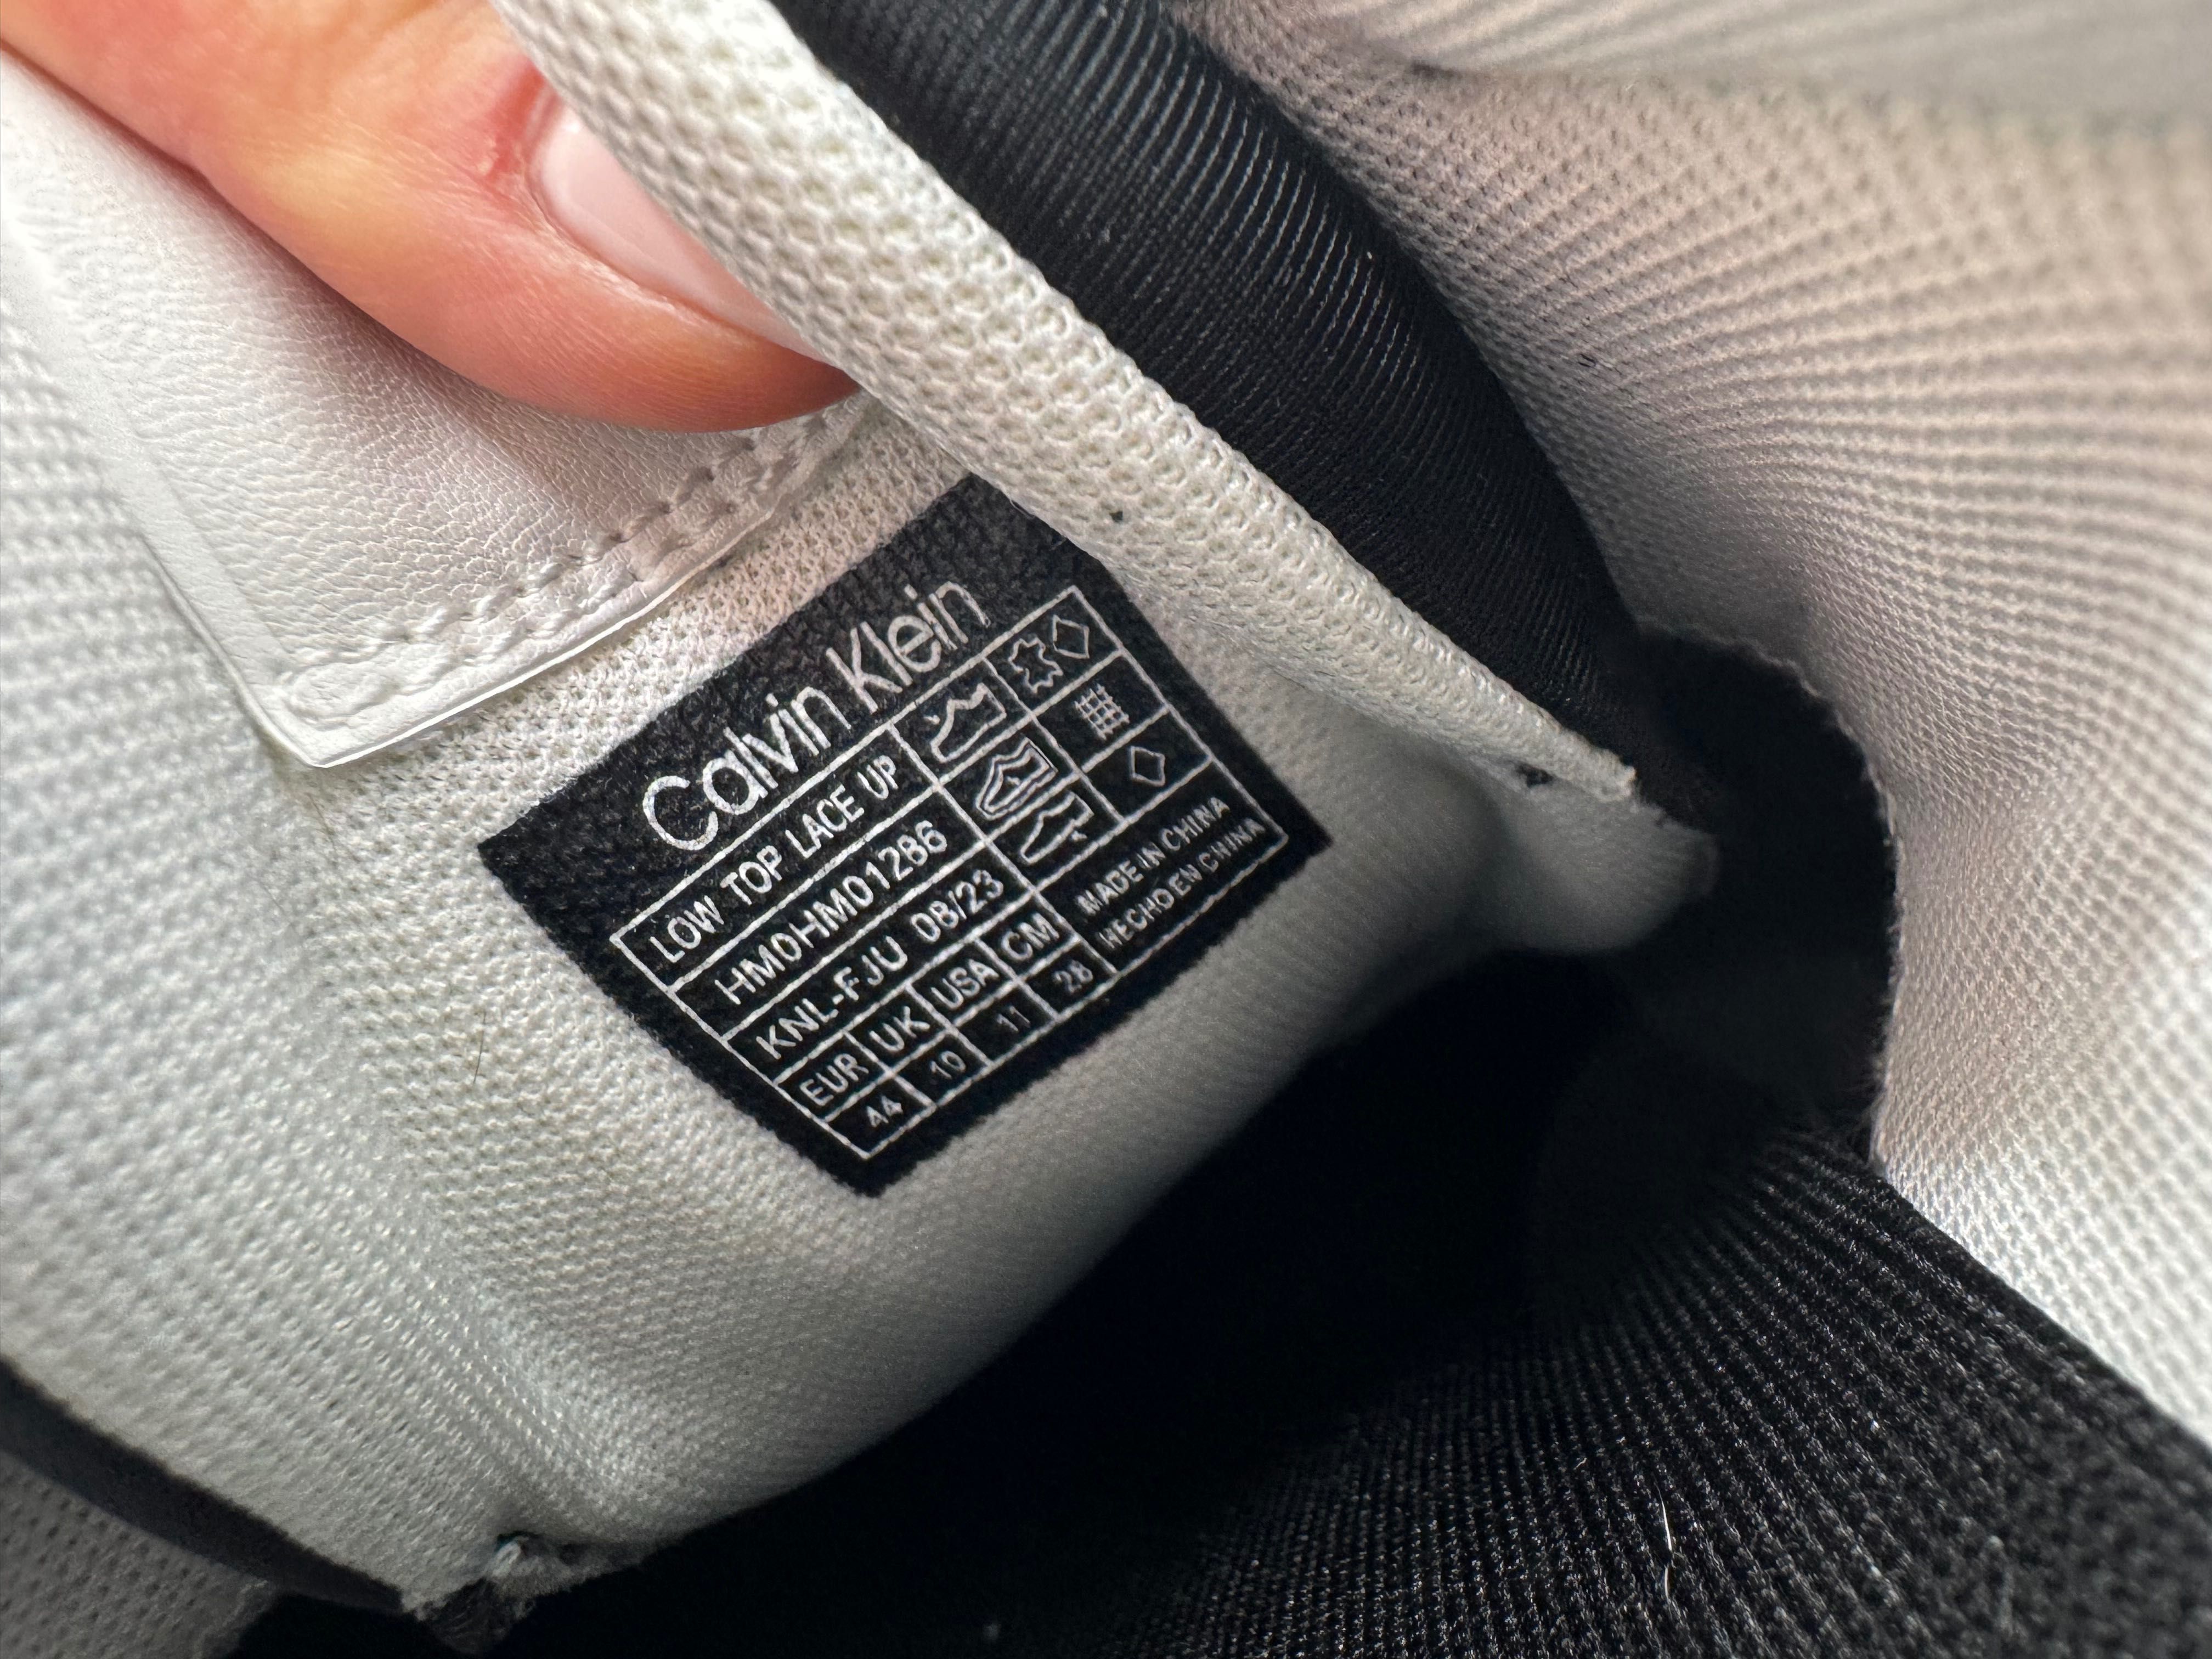 Calvin Klein
LOW TOP LACE UP
HM0HM01286
KNL-FJU 08/23
EUR UK USA CM
44 10 11 28
MADE IN CHINA
HECHO EN CHINA